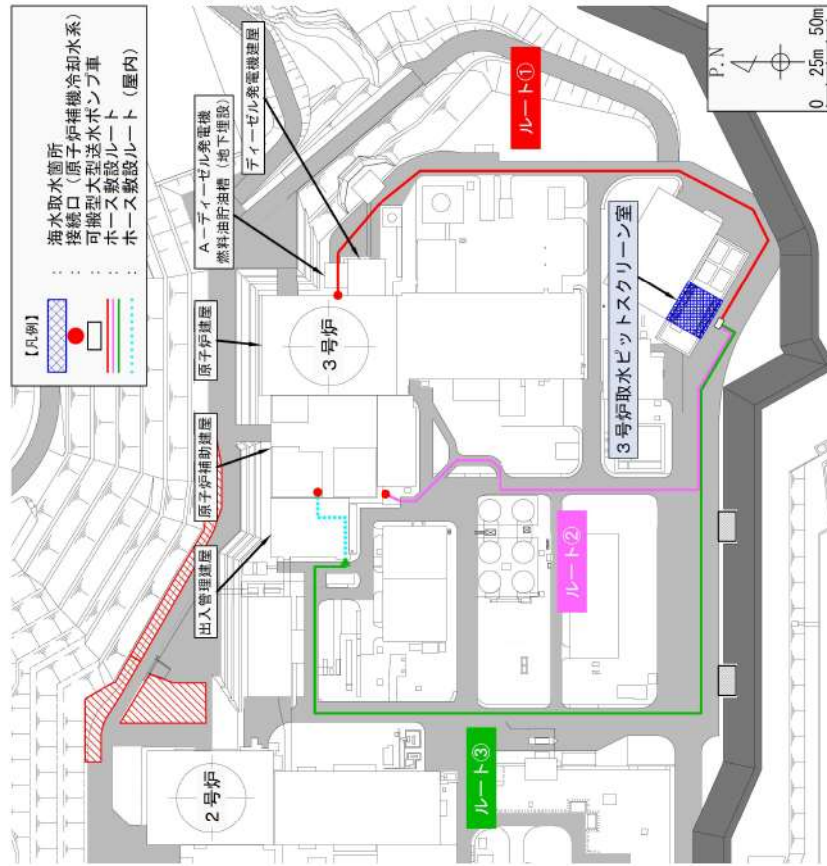 【凡例】
： 海水取水箇所
： 接続口（原子炉補機冷却水系）
： 可搬型大型送水ポンプ車
： ホース敷設ルート
： ホース敷設ルート（屋内）
P.N
0 25m 50m
原子炉建屋
原子炉補助建屋
出入管理建屋
A－ディーゼル発電機
燃料油貯油槽（地下埋設）
ディーゼル発電機建屋
2号炉
3号炉
ルート①
3号炉取水ピットスクリーン室
ルート②
ルート③